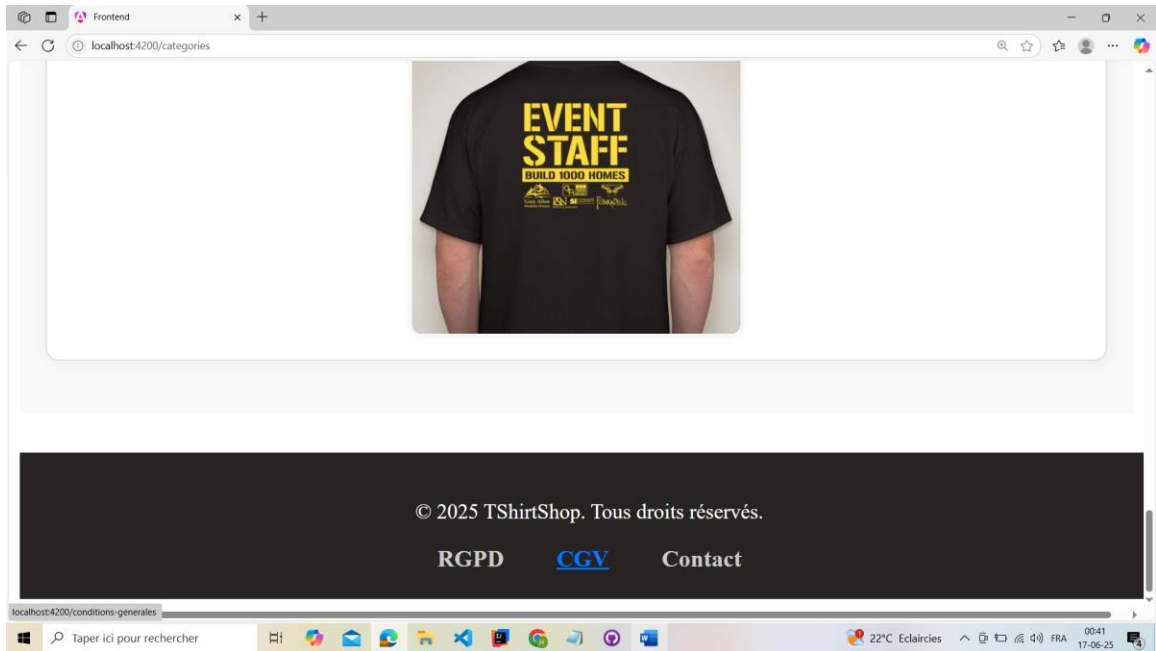 Frontend
localhost:4200/categories
EVENT
STAFF
BUILD 1000 HOMES
© 2025 TShirtShop. Tous droits réservés.
RGPD CGV Contact
localhost:4200/conditions-generales
Taper ici pour rechercher
22°C Eclaircies
FRA
00:41
17-06-25
4